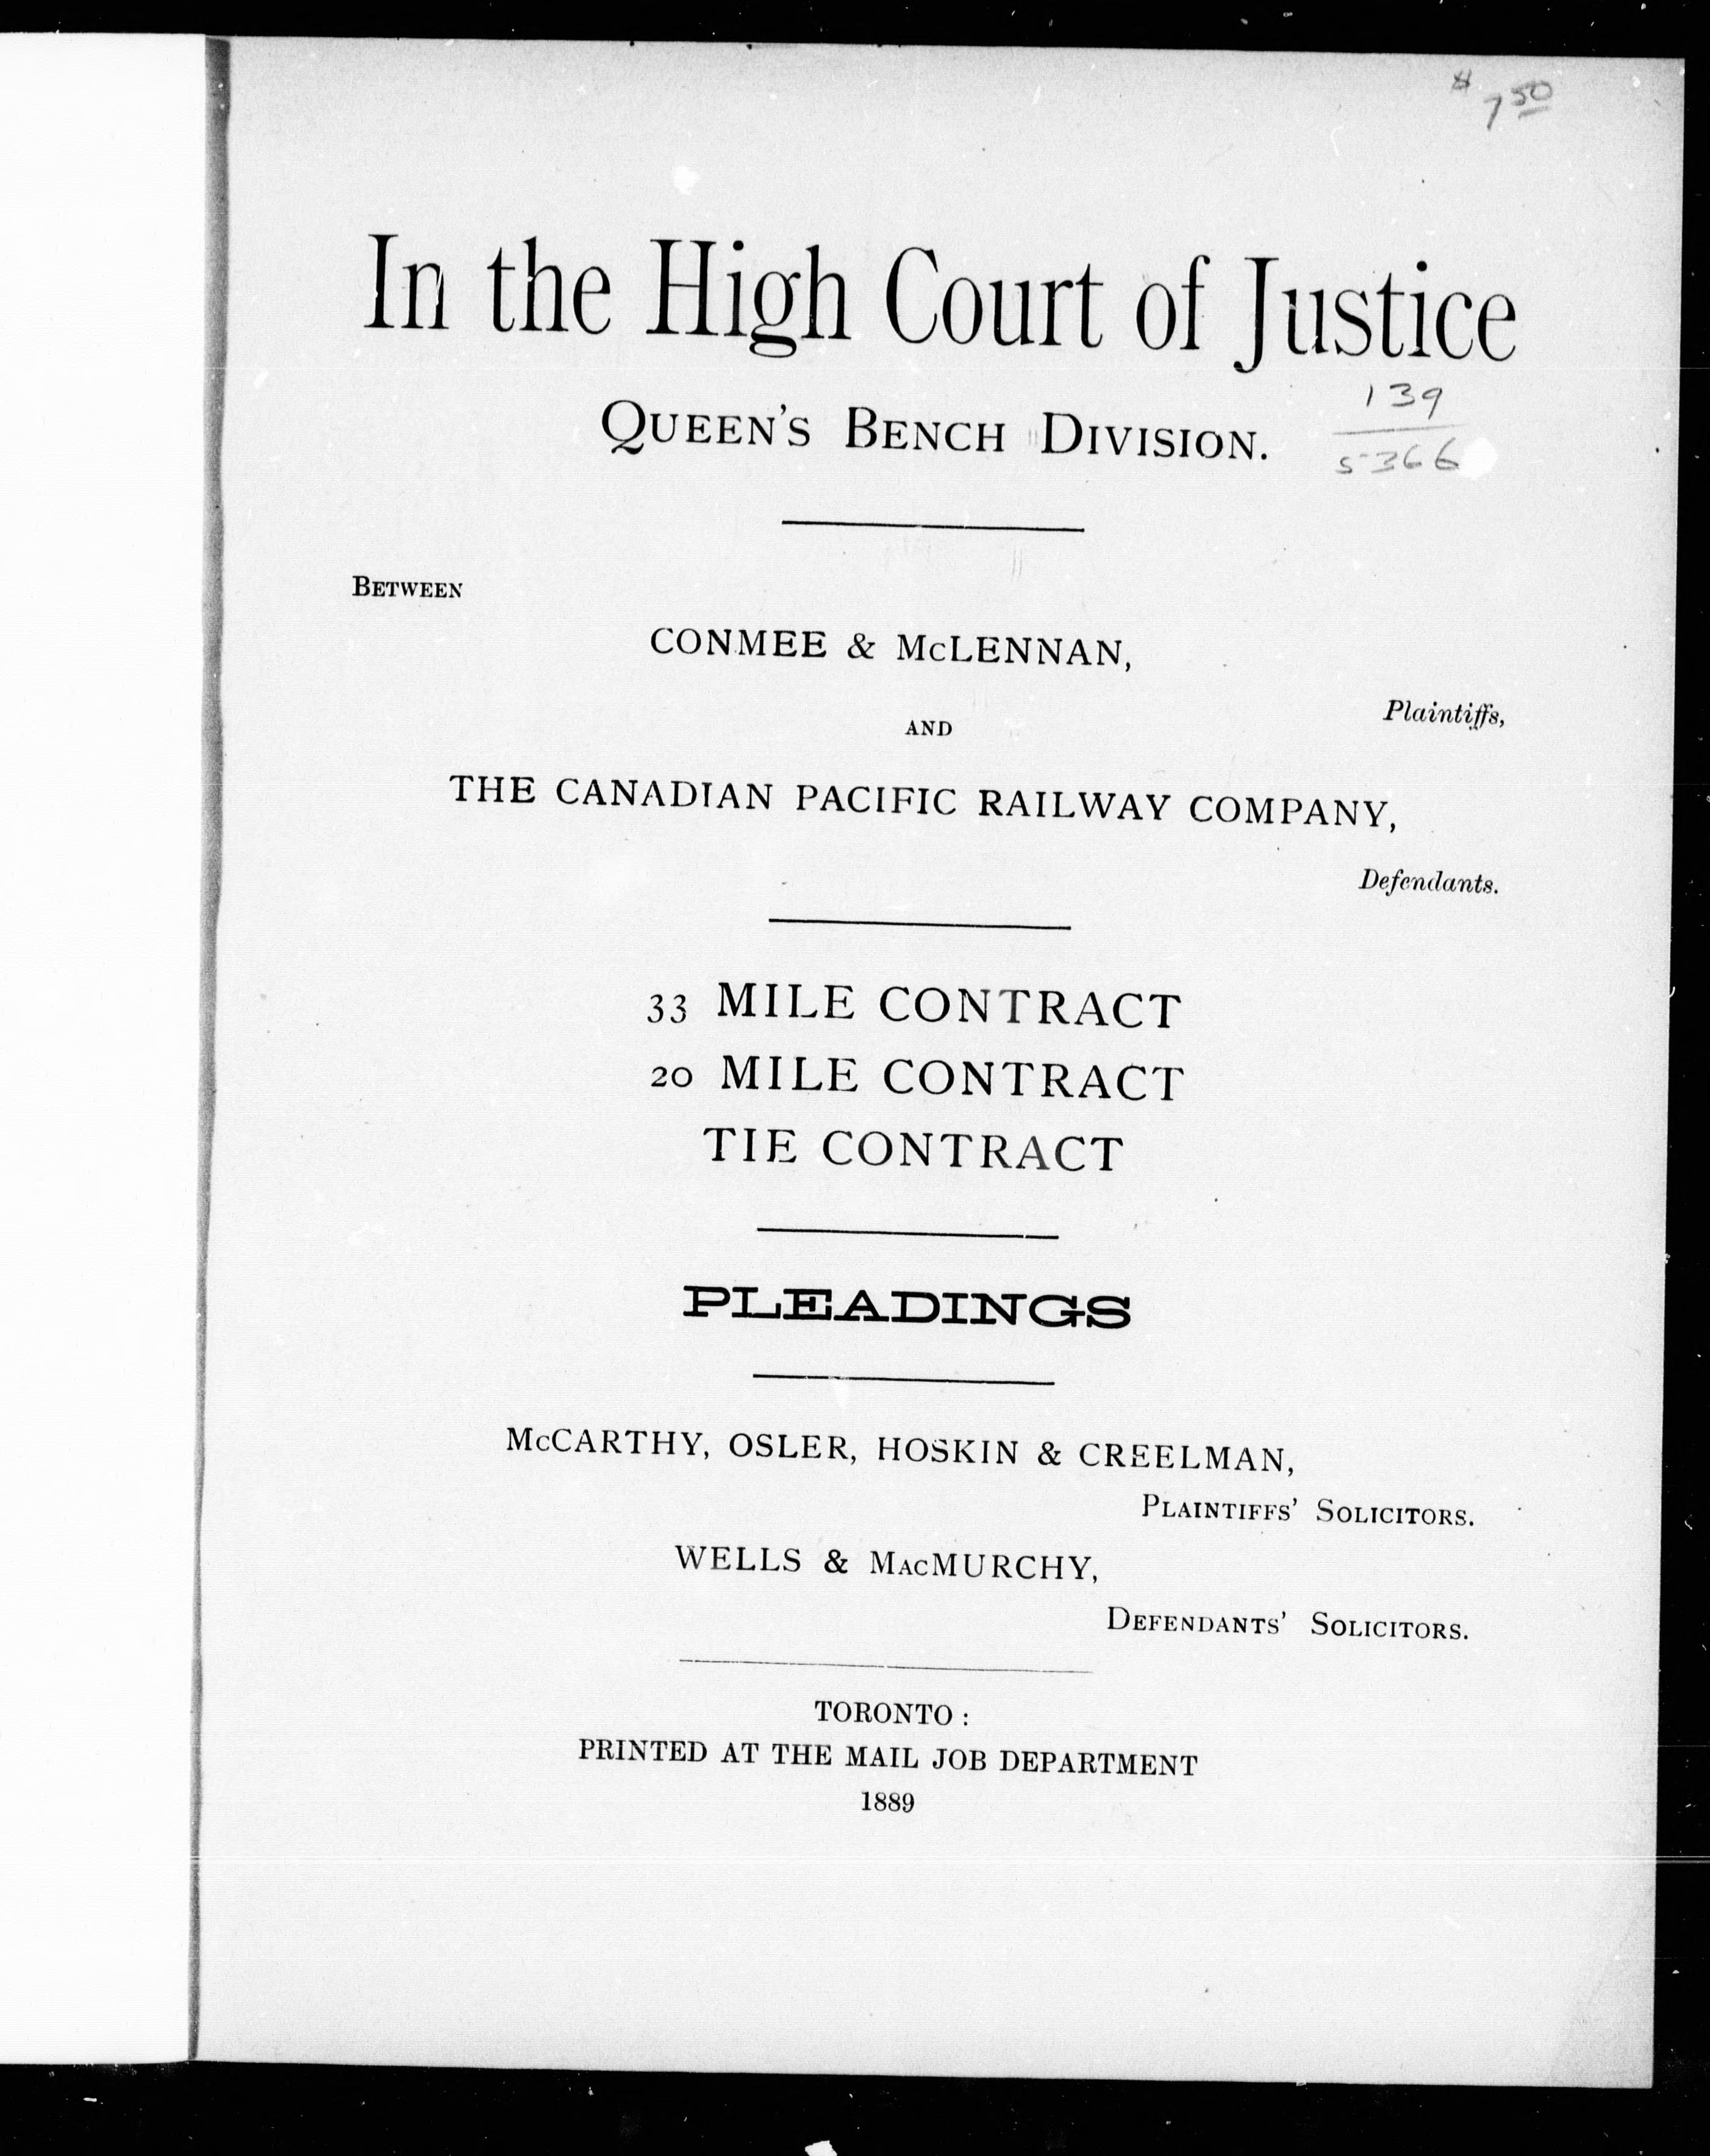 $ 7 50
In the High Court of Justice
QUEEN'S BENCH DIVISION.
139
5366
BETWEEN
CONMEE & McLENNAN,
Plaintiffs,
AND
THE CANADIAN PACIFIC RAILWAY COMPANY,
Defendants.
33 MILE CONTRACT
20 MILE CONTRACT
TIE CONTRACT
PLEADINGS
McCARTHY, OSLER, HOSKIN & CREELMAN,
PLAINTIFFS' SOLICITORS.
WELLS & MACMURCHY,
DEFENDANTS' SOLICITORS.
TORONTO:
PRINTED AT THE MAIL JOB DEPARTMENT
1889